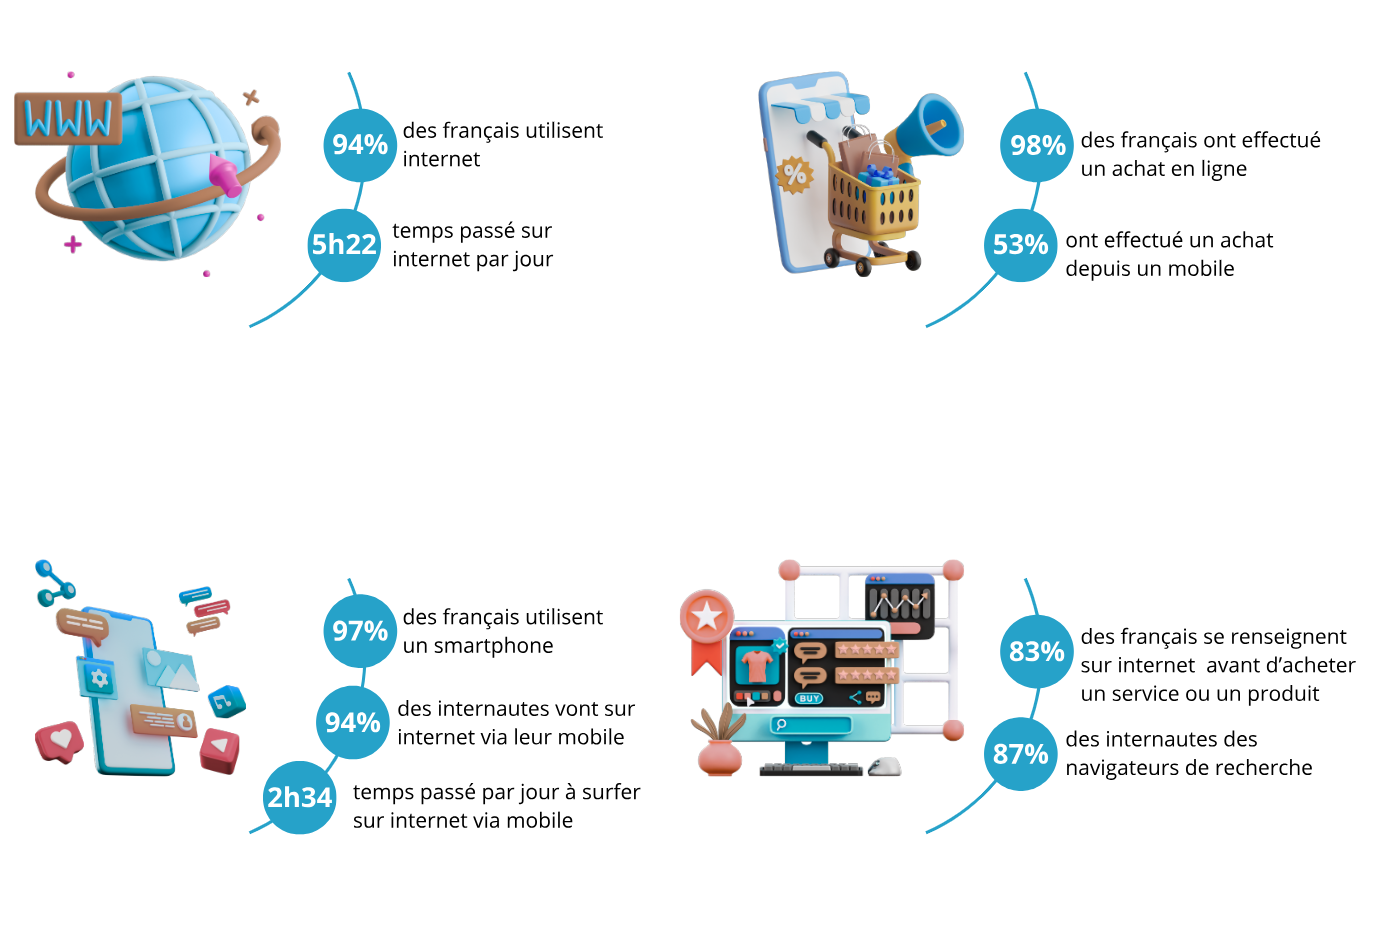 WWW
94%
des français utilisent
internet
5h22
temps passé sur
internet par jour
%
98%
des français ont effectué
un achat en ligne
53%
ont effectué un achat
depuis un mobile
97%
des français utilisent
un smartphone
94%
des internautes vont sur
internet via leur mobile
2h34
temps passé par jour à surfer
sur internet via mobile
BUY
83%
des français se renseignent
sur internet  avant d’acheter
un service ou un produit
87%
des internautes des
navigateurs de recherche